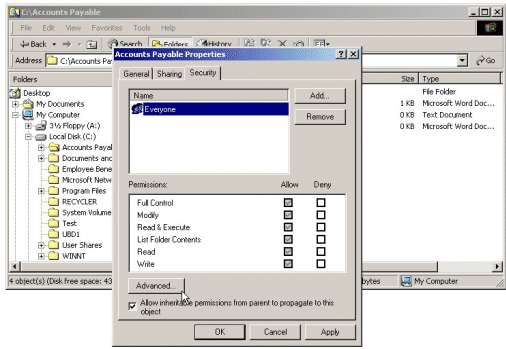 C:\Accounts Payable
File Edit View Favorites Tools Help
Back Search Folders History
Address C:\Accounts Pa Go
Folders
Desktop
My Documents
My Computer
3½ Floppy (A:)
Local Disk (C:)
Accounts Payal
Documents and
Employee Bene
Microsoft Netw
Program Files
RECYCLER
System Volume
Test
UBD1
User Shares
WINNT
Size Type
File Folder
1 KB Microsoft Word Doc...
0 KB Text Document
0 KB Microsoft Word Doc...
4 object(s) (Disk free space: 43 bytes My Computer
Accounts Payable Properties
General Sharing Security
Name
Everyone
Add...
Remove
Permissions: Allow Deny
Full Control
Modify
Read & Execute
List Folder Contents
Read
Write
Advanced...
Allow inheritable permissions from parent to propagate to this
object
OK Cancel Apply